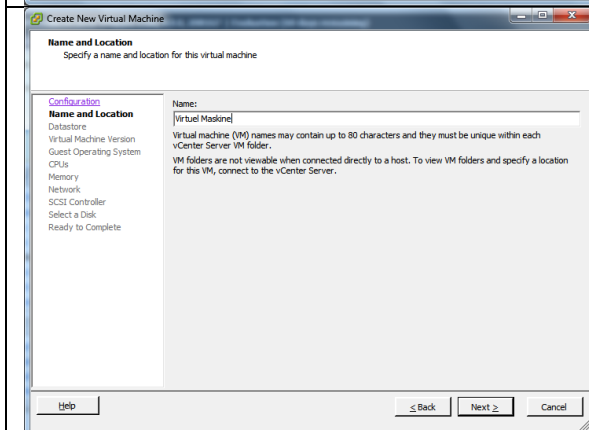 Create New Virtual Machine
Name and Location
Specify a name and location for this virtual machine
Configuration
Name and Location
Datastore
Virtual Machine Version
Guest Operating System
CPUs
Memory
Network
SCSI Controller
Select a Disk
Ready to Complete
Name:
Virtuel Maskine
Virtual machine (VM) names may contain up to 80 characters and they must be unique within each
vCenter Server VM folder.
VM folders are not viewable when connected directly to a host. To view VM folders and specify a location
for this VM, connect to the vCenter Server.
Help
< Back
Next >
Cancel